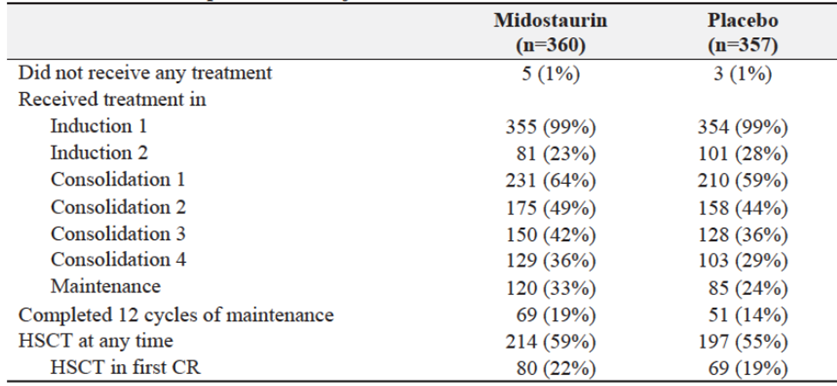 Midostaurin Placebo
(n=360) (n=357)
Did not receive any treatment 5 (1%) 3 (1%)
Received treatment in
Induction 1 355 (99%) 354 (99%)
Induction 2 81 (23%) 101 (28%)
Consolidation 1 231 (64%) 210 (59%)
Consolidation 2 175 (49%) 158 (44%)
Consolidation 3 150 (42%) 128 (36%)
Consolidation 4 129 (36%) 103 (29%)
Maintenance 120 (33%) 85 (24%)
Completed 12 cycles of maintenance 69 (19%) 51 (14%)
HSCT at any time 214 (59%) 197 (55%)
HSCT in first CR 80 (22%) 69 (19%)